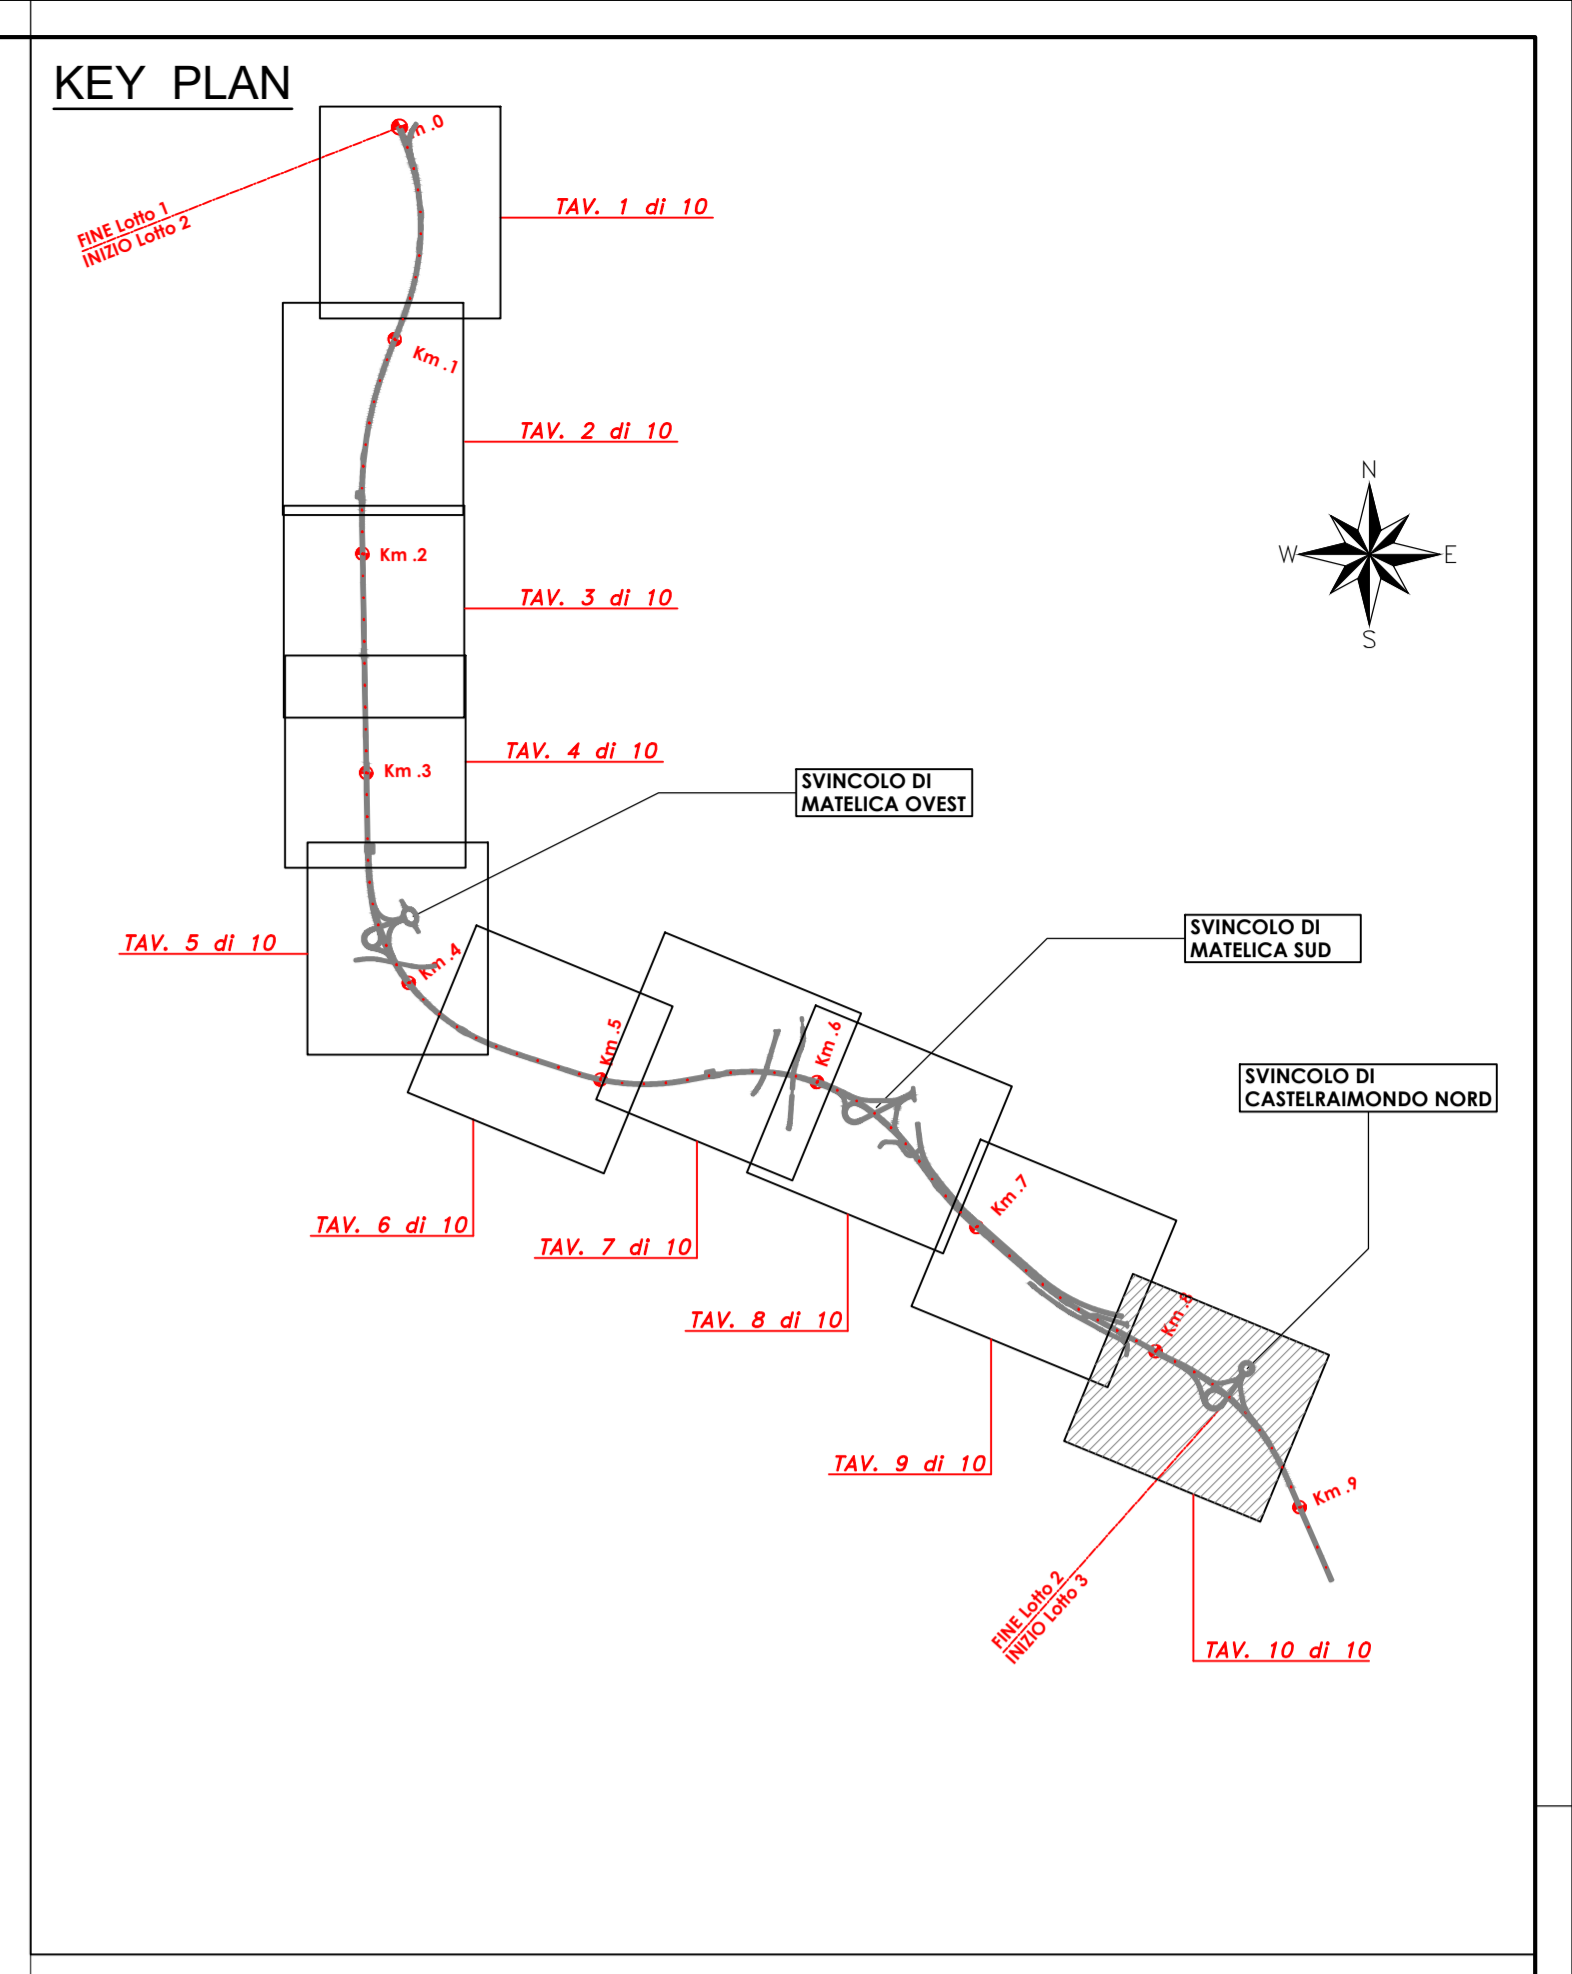 KEY PLAN
n .0
FINE Lotto 1
INIZIO Lotto 2
TAV. 1 di 10
Km .1
TAV. 2 di 10
N
W
E
S
Km .2
TAV. 3 di 10
TAV. 4 di 10
Km .3
SVINCOLO DI
MATELICA OVEST
TAV. 5 di 10
Km .4
SVINCOLO DI
MATELICA SUD
Km .5
Km .6
SVINCOLO DI
CASTELRAIMONDO NORD
TAV. 6 di 10
TAV. 7 di 10
Km .7
TAV. 8 di 10
Km .8
TAV. 9 di 10
Km .9
FINE Lotto 2
INIZIO Lotto 3
TAV. 10 di 10